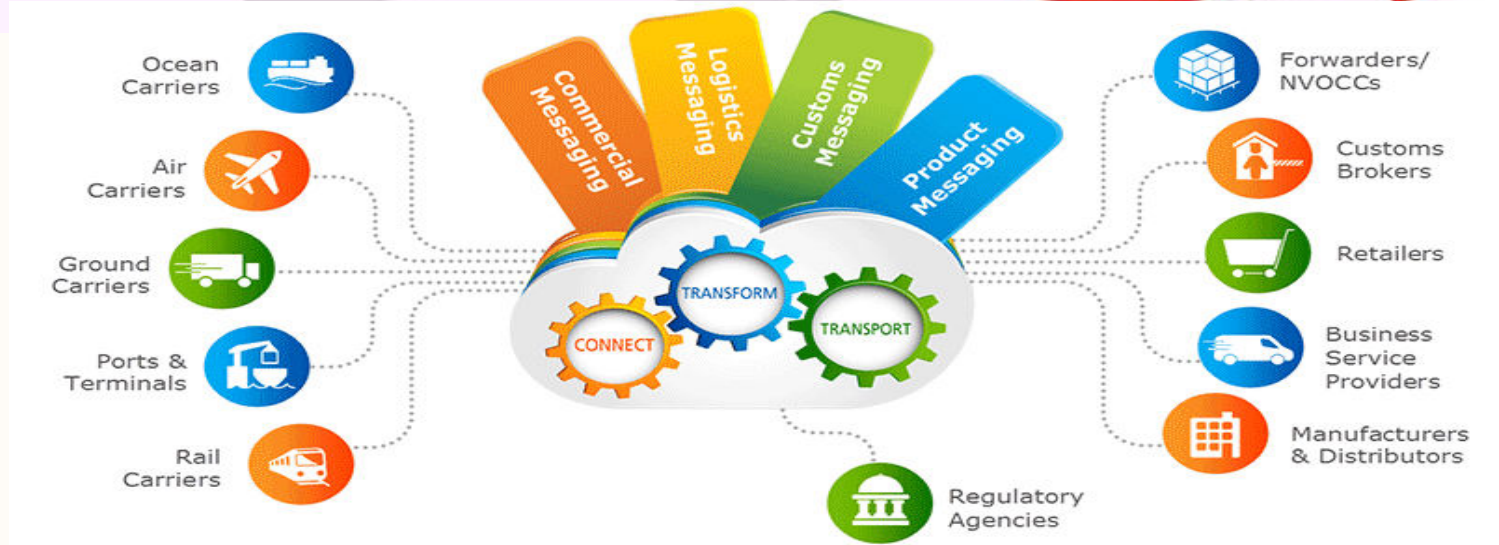 Ocean
Carriers
Air
Carriers
Ground
Carriers
Ports &
Terminals
Rail
Carriers
Commercial
Messaging
Logistics
Messaging
Customs
Messaging
Product
Messaging
CONNECT
TRANSFORM
TRANSPORT
Forwarders/
NVOCCs
Customs
Brokers
Retailers
Business
Service
Providers
Manufacturers
& Distributors
Regulatory
Agencies